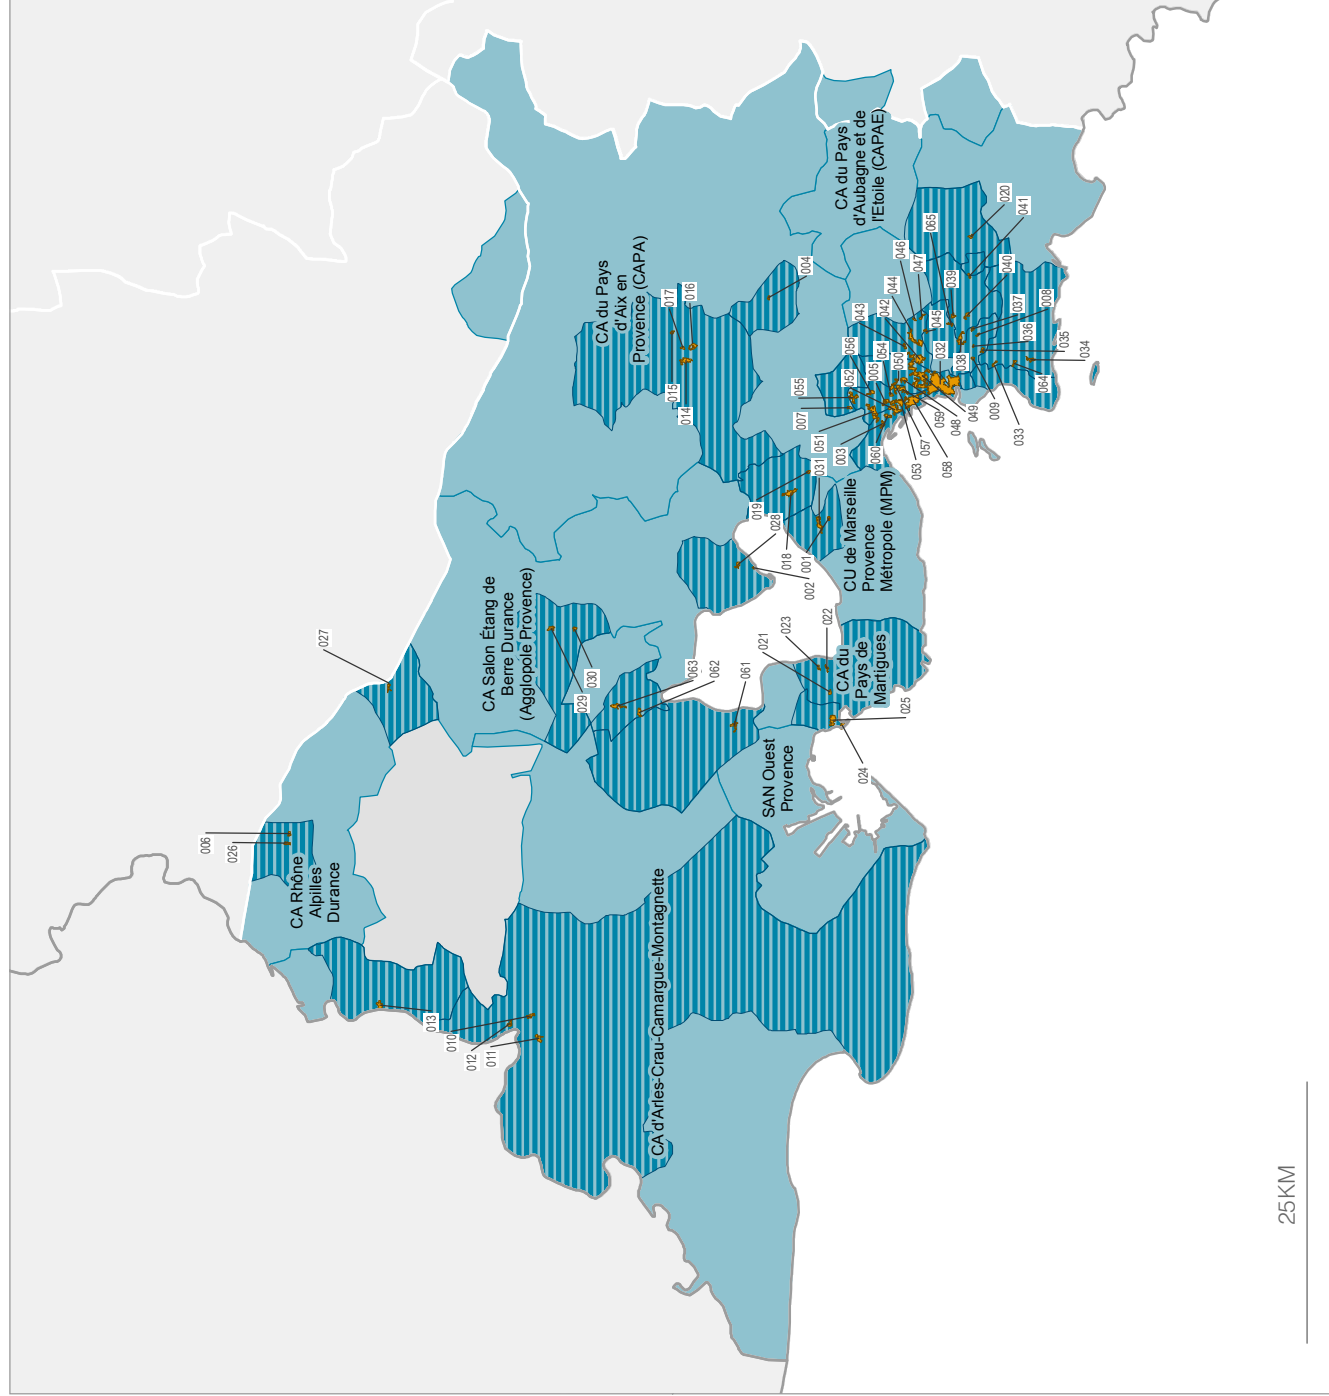 CA du Pays
d'Aubagne et de
l'Etoile (CAPAE)
CA du Pays
d'Aix en
Provence (CAPA)
CA Salon Étang de
Berre Durance
(Agglopole Provence)
CU de Marseille
Provence
Métropole (MPM)
CA du
Pays de
Martigues
SAN Ouest
Provence
CA Rhône
Alpilles
Durance
CA d'Arles-Crau-Camargue-Montagnette
006
026
027
013
010
012
011
029
030
063
062
061
021
023
022
025
024
002
001
018
028
019
031
017
016
015
014
004
007
055
051
003
060
052
056
005
054
043
042
044
050
046
047
045
065
039
032
038
020
041
040
037
008
036
035
034
064
033
009
049
048
059
058
057
053
25KM